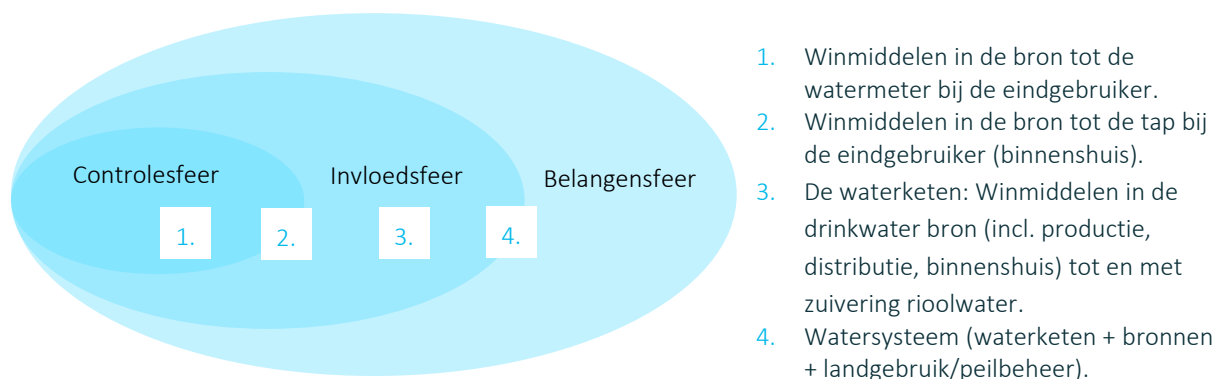 Controlesfeer
Invloedsfeer
Belangensfeer
1.
2.
3.
4.
1. Winmiddelen in de bron tot de
watermeter bij de eindgebruiker.
2. Winmiddelen in de bron tot de tap bij
de eindgebruiker (binnenshuis).
3. De waterketen: Winmiddelen in de
drinkwater bron (incl. productie,
distributie, binnenshuis) tot en met
zuivering rioolwater.
4. Watersysteem (waterketen + bronnen
+ landgebruik/peilbeheer).